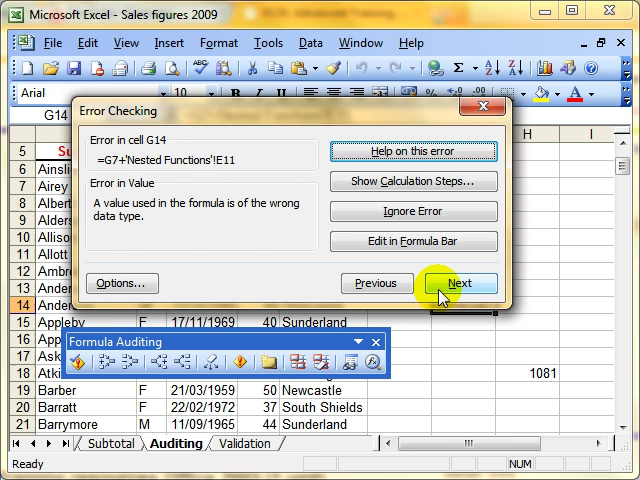 Microsoft Excel - Sales figures 2009
File Edit View Insert Format Tools Data Window Help
Arial 10 B I U
G14
Error Checking
Error in cell G14
=G7+'Nested Functions'!E11
Error in Value
A value used in the formula is of the wrong
data type.
Help on this error
Show Calculation Steps...
Ignore Error
Edit in Formula Bar
Options...
Previous
Next
H I
5
6 Ainsli
7 Airey
8 Albert
9 Alders
10 Allison
11 Allott
12 Ambro
13 Ander
14 Anders
15 Appleby F 17/11/1969 40 Sunderland
16 App
17 Ask
18 Atki 1081
19 Barber F 21/03/1959 50 Newcastle
20 Barratt F 22/02/1972 37 South Shields
21 Barrymore M 11/09/1965 44 Sunderland
Formula Auditing
Subtotal Auditing Validation
Ready
NUM